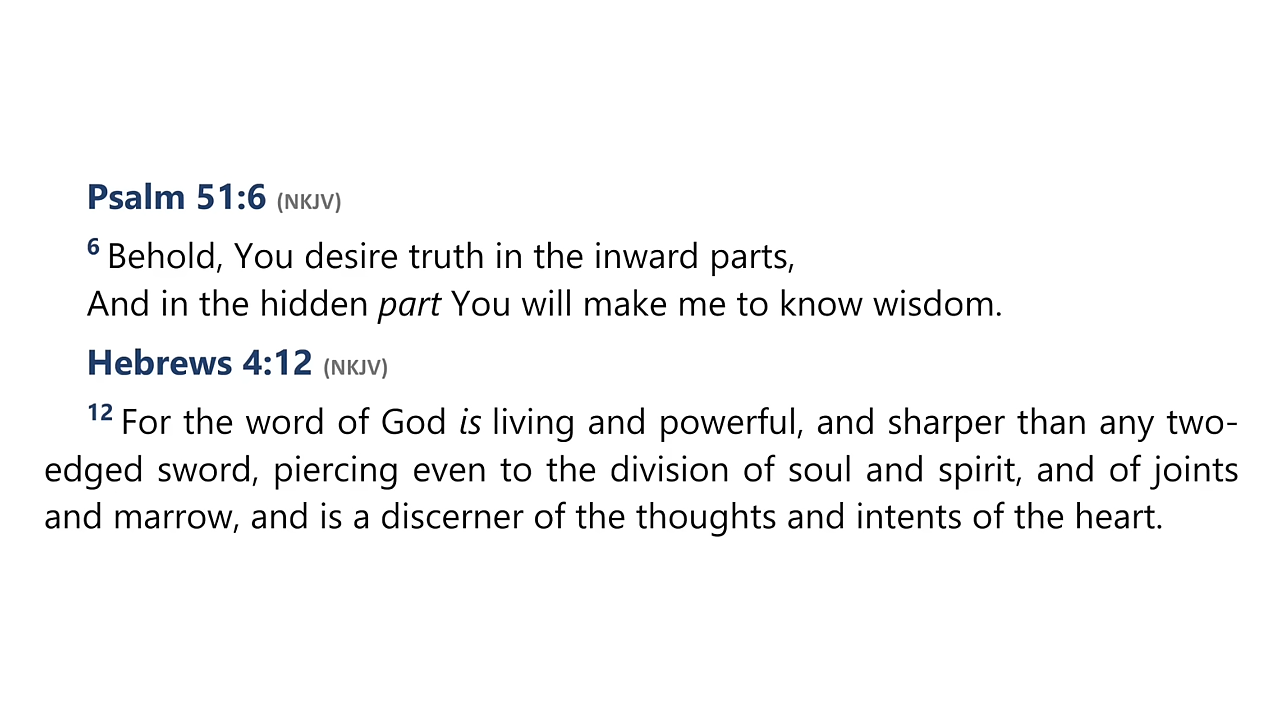 Psalm 51:6 (NKJV)
6 Behold, You desire truth in the inward parts,
And in the hidden part You will make me to know wisdom.
Hebrews 4:12 (NKJV)
12 For the word of God is living and powerful, and sharper than any two-
edged sword, piercing even to the division of soul and spirit, and of joints
and marrow, and is a discerner of the thoughts and intents of the heart.